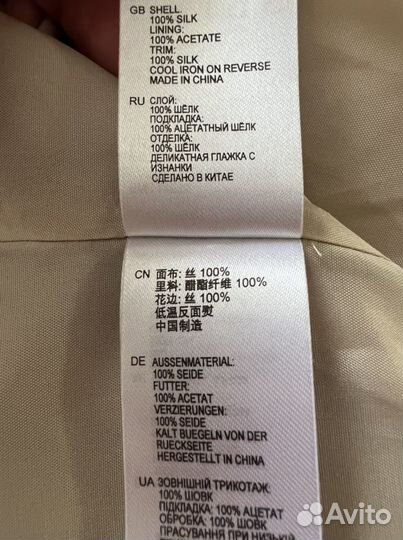 GB SHELL:
100% SILK
LINING:
100% ACETATE
TRIM:
100% SILK
COOL IRON ON REVERSE
MADE IN CHINA
RU СЛОЙ:
100% ШЁЛК
ПОДКЛАДКА:
100% АЦЕТАТНЫЙ ШЁЛК
ОТДЕЛКА:
100% ШЁЛК
ДЕЛИКАТНАЯ ГЛАЖКА С
ИЗНАНКИ
СДЕЛАНО В КИТАЕ
CN 面布: 丝 100%
里料: 醋酯纤维 100%
花边: 丝 100%
低温反面熨
中国制造
DE AUSSENMATERIAL:
100% SEIDE
FUTTER:
100% ACETAT
VERZIERUNGEN:
100% SEIDE
KALT BUEGELN VON DER
RUECKSEITE
HERGESTELLT IN CHINA
UA ЗОВНІШНІЙ ТРИКОТАЖ:
100% ШОВК
ПІДКЛАДКА: 100% АЦЕТАТ
ОБРОБКА: 100% ШОВК
ПРАСУВАННЯ ПРИ НИЗЬКІЙ
Avito